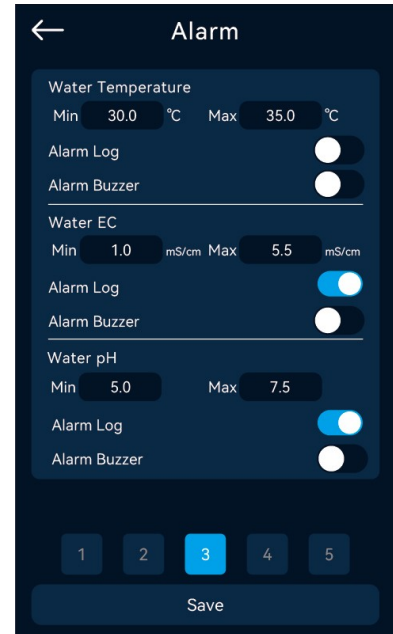 Alarm
Water Temperature
Min 30.0 °C Max 35.0 °C
Alarm Log
Alarm Buzzer
Water EC
Min 1.0 mS/cm Max 5.5 mS/cm
Alarm Log
Alarm Buzzer
Water pH
Min 5.0 Max 7.5
Alarm Log
Alarm Buzzer
1 2 3 4 5
Save